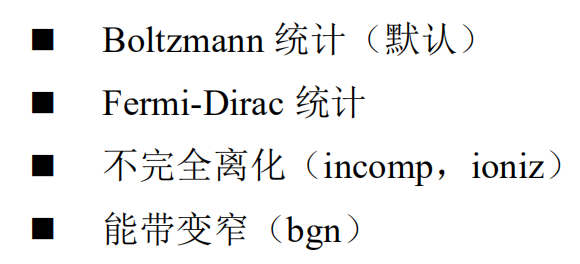 ■ Boltzmann 统计（默认）
■ Fermi-Dirac 统计
■ 不完全离化（incomp，ioniz）
■ 能带变窄（bgn）